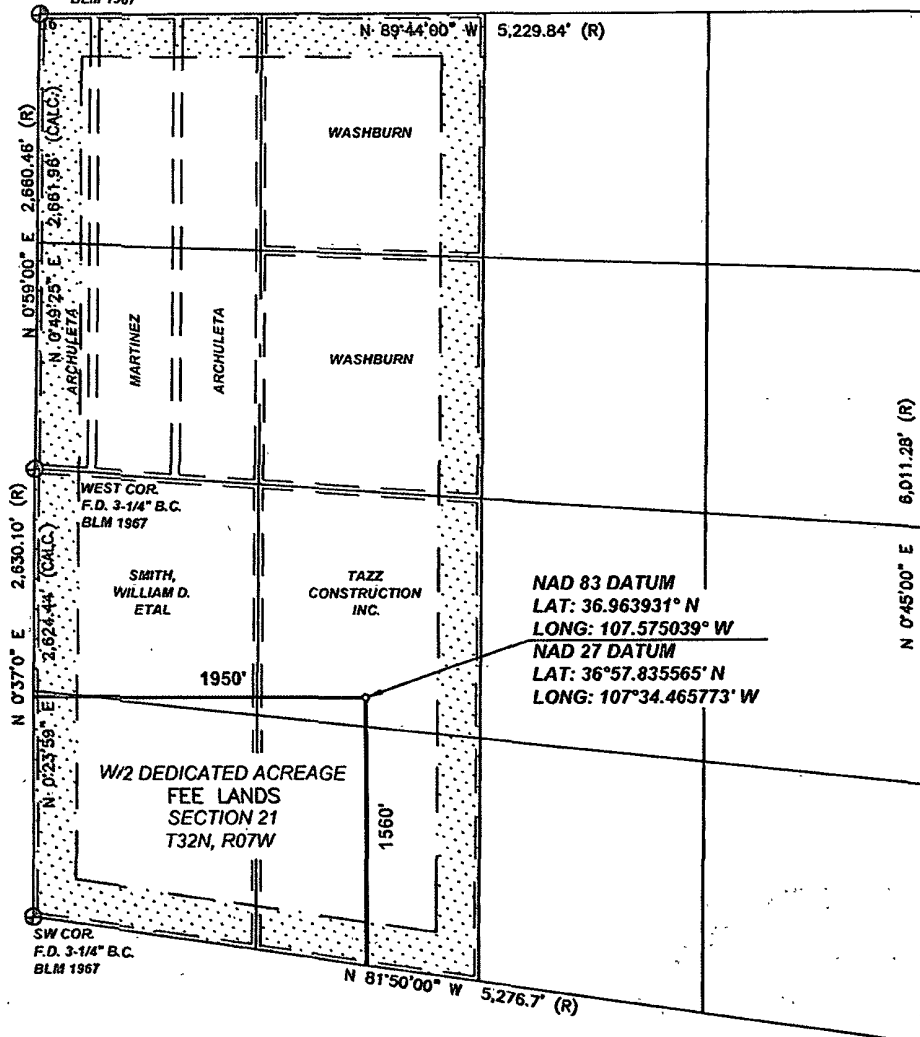 BLM 1967
N 89°44'00" W 5,229.84' (R)
WASHBURN
N 0°59'00" E 2,660.46' (R)
N 0°49'25" E 2,661.96' (CALC.)
ARCHULETA
MARTINEZ
ARCHULETA
WASHBURN
6,011.28' (R)
N 0°45'00" E
WEST COR.
F.D. 3-1/4" B.C.
BLM 1967
N 0°37'0" E 2,630.10' (R)
N 0°23'59" E 2,624.44' (CALC.)
SMITH,
WILLIAM D.
ETAL
TAZZ
CONSTRUCTION
INC.
NAD 83 DATUM
LAT: 36.963931° N
LONG: 107.575039° W
NAD 27 DATUM
LAT: 36°57.835565' N
LONG: 107°34.465773' W
1950'
W/2 DEDICATED ACREAGE
FEE LANDS
SECTION 21
T32N, R07W
1560'
SW COR.
F.D. 3-1/4" B.C.
BLM 1967
N 81°50'00" W 5,276.7' (R)